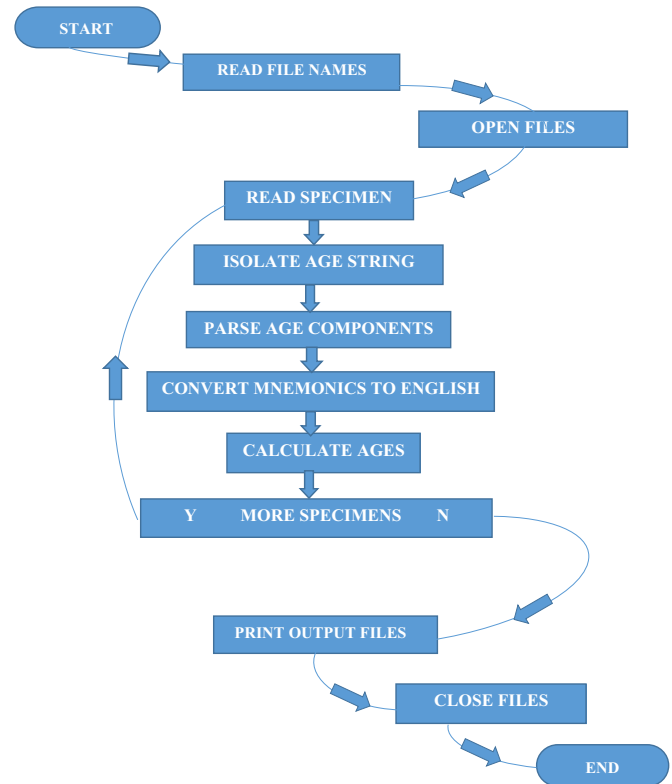 START
READ FILE NAMES
OPEN FILES
READ SPECIMEN
ISOLATE AGE STRING
PARSE AGE COMPONENTS
CONVERT MNEMONICS TO ENGLISH
CALCULATE AGES
Y MORE SPECIMENS N
PRINT OUTPUT FILES
CLOSE FILES
END